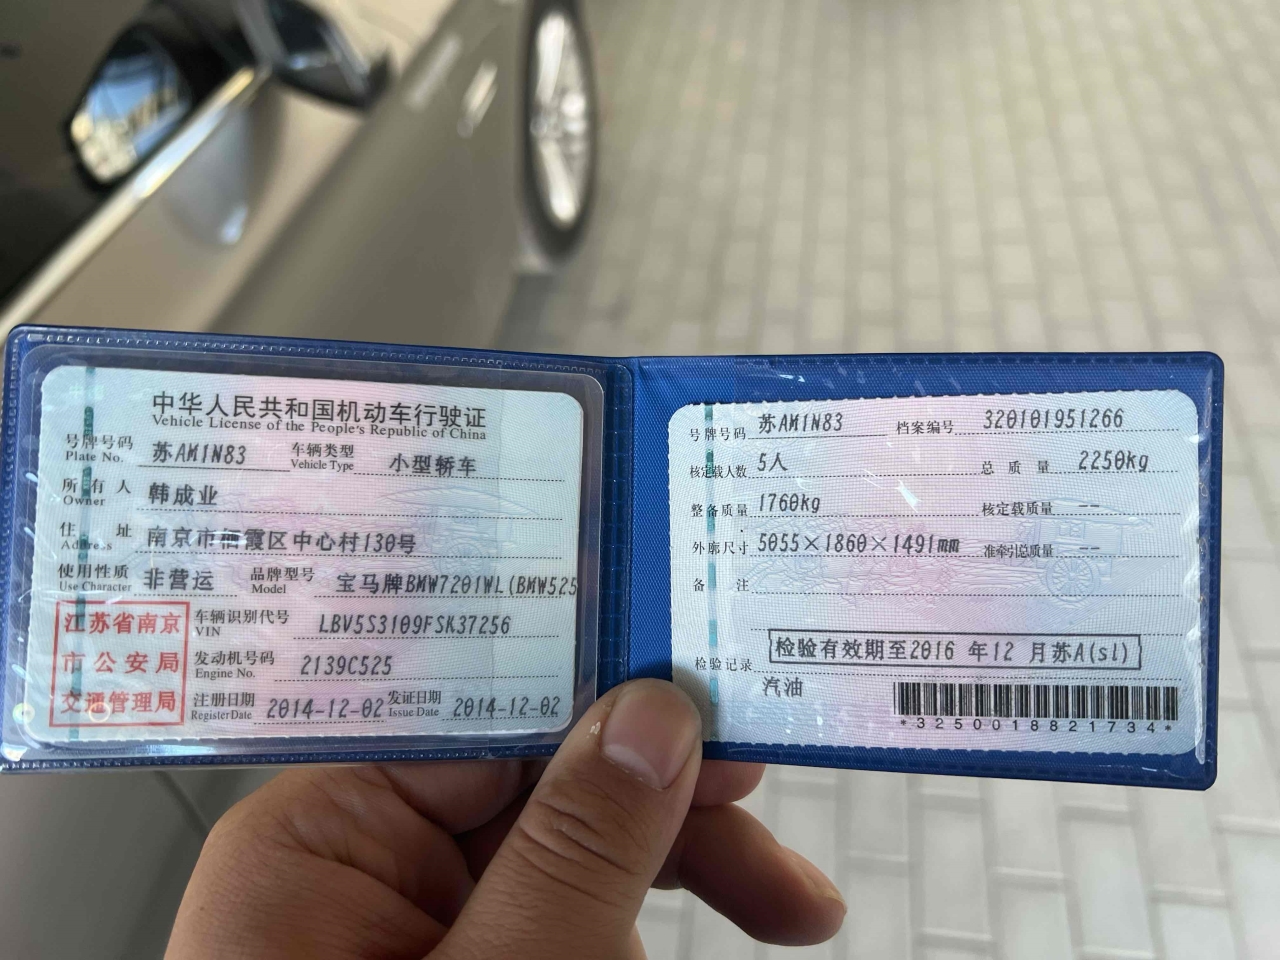 中华人民共和国机动车行驶证
Vehicle License of the People's Republic of China
号牌号码 苏AM1N83 车辆类型 小型轿车
Plate No. Vehicle Type
所有人 韩成业
Owner
住址 南京市栖霞区中心村130号
Address
使用性质 非营运 品牌型号 宝马牌BMW7201WL(BMW525
Use Character Model
江苏省南京
市公安局
交通管理局
车辆识别代号 LBV5S3109FSK37256
VIN
发动机号码 2139C525
Engine No.
注册日期 2014-12-02 发证日期 2014-12-02
Register Date Issue Date
号牌号码 苏AM1N83 档案编号 320101951266
核定载人数 5人 总质量 2250kg
整备质量 1760kg 核定载质量 --
外廓尺寸 5055×1860×1491mm 准牵引总质量 --
备注
检验记录 检验有效期至2016 年12 月苏A(sl)
汽油
*3250018821734*